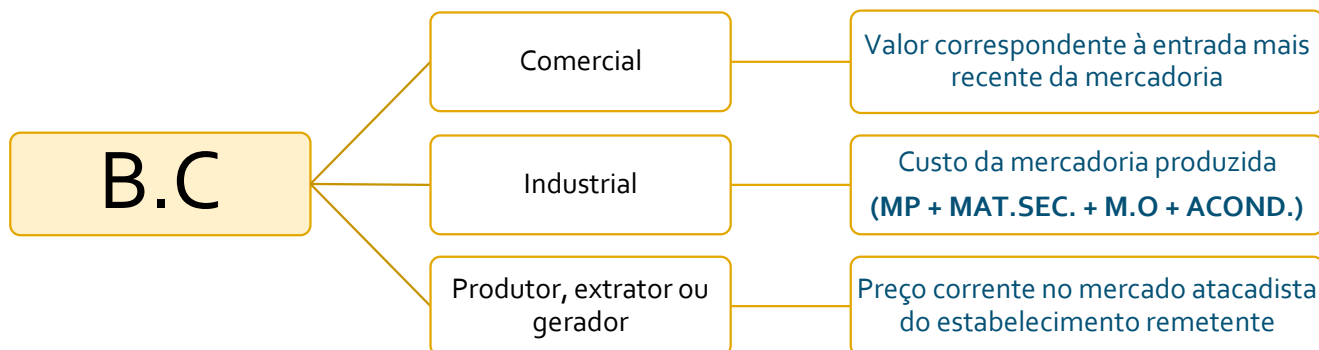 B.C
Comercial
Valor correspondente à entrada mais
recente da mercadoria
Industrial
Custo da mercadoria produzida
(MP + MAT.SEC. + M.O + ACOND.)
Produtor, extrator ou
gerador
Preço corrente no mercado atacadista
do estabelecimento remetente